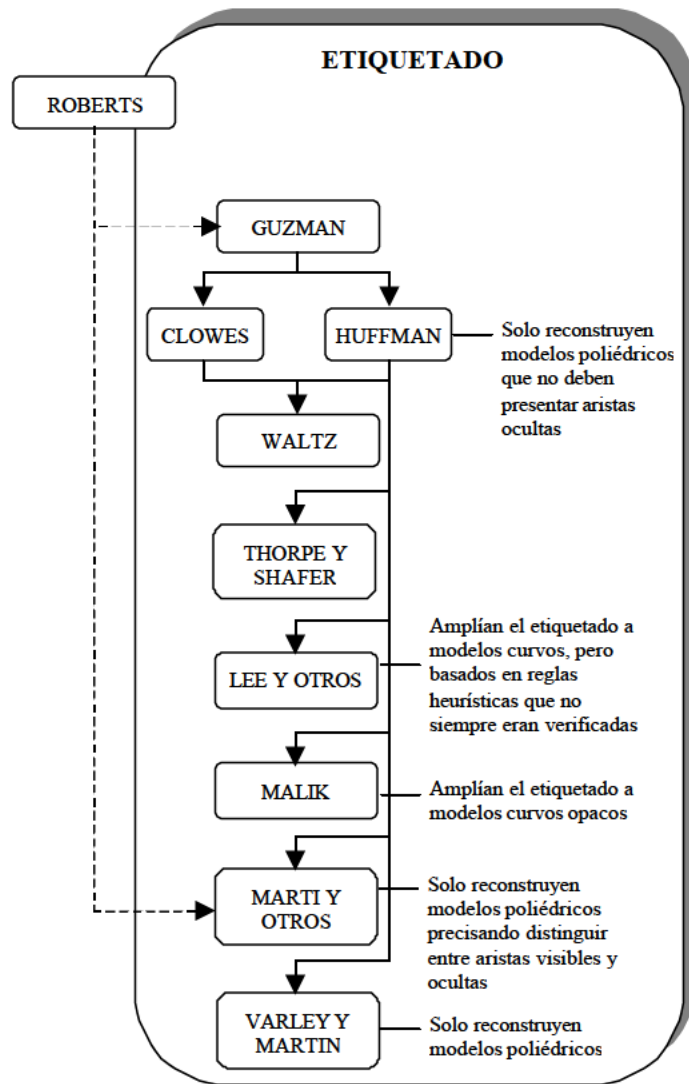 ETIQUETADO
ROBERTS
GUZMAN
CLOWES
HUFFMAN
Solo reconstruyen
modelos poliédricos
que no deben
presentar aristas
ocultas
WALTZ
THORPE Y
SHAFER
LEE Y OTROS
Amplían el etiquetado a
modelos curvos, pero
basados en reglas
heurísticas que no
siempre eran verificadas
MALIK
Amplían el etiquetado a
modelos curvos opacos
MARTI Y
OTROS
Solo reconstruyen
modelos poliédricos
precisando distinguir
entre aristas visibles y
ocultas
VARLEY Y
MARTIN
Solo reconstruyen
modelos poliédricos